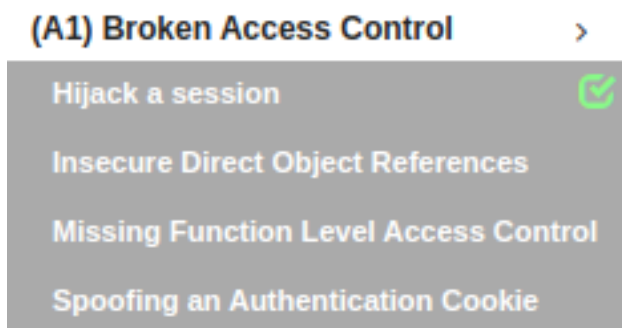 (A1) Broken Access Control
Hijack a session
Insecure Direct Object References
Missing Function Level Access Control
Spoofing an Authentication Cookie